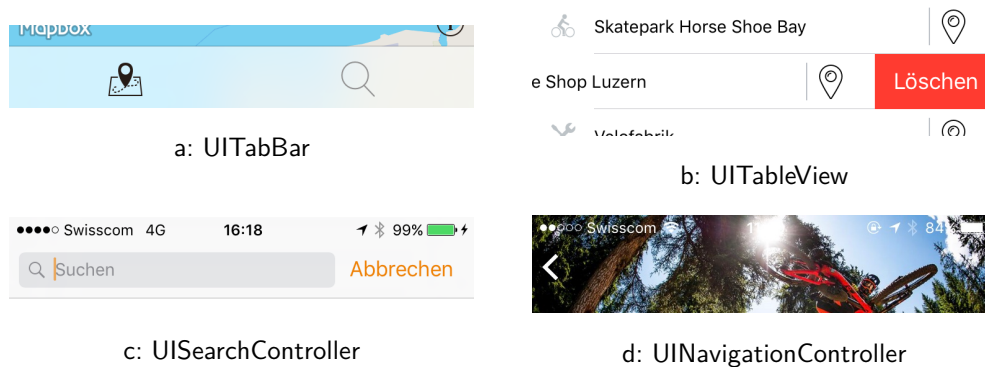 Mapbox
a: UITabBar
Skatepark Horse Shoe Bay
e Shop Luzern
Löschen
Velofabrik
b: UITableView
Swisscom 4G 16:18 99%
Suchen
Abbrechen
c: UISearchController
Swisscom 84%
d: UINavigationController